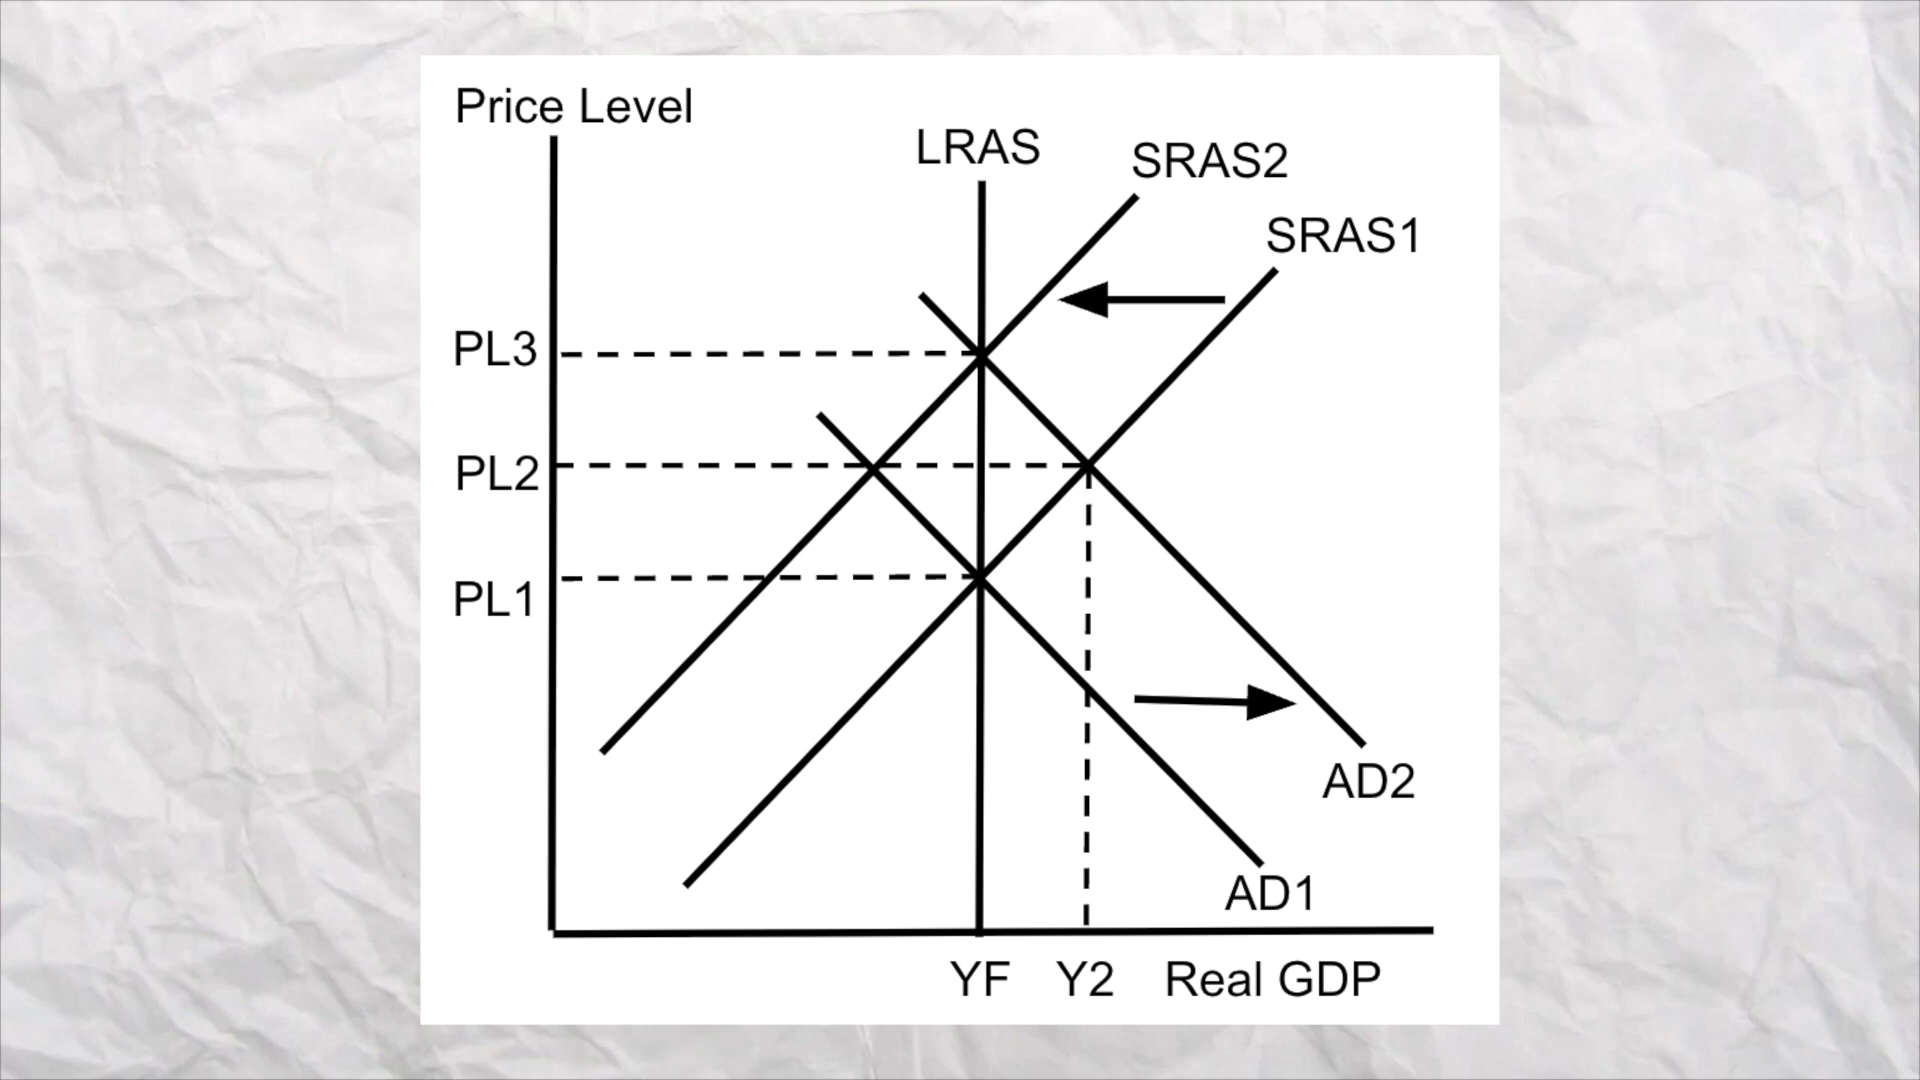 Price Level
LRAS
SRAS2
SRAS1
PL3
PL2
PL1
AD2
AD1
YF
Y2
Real GDP